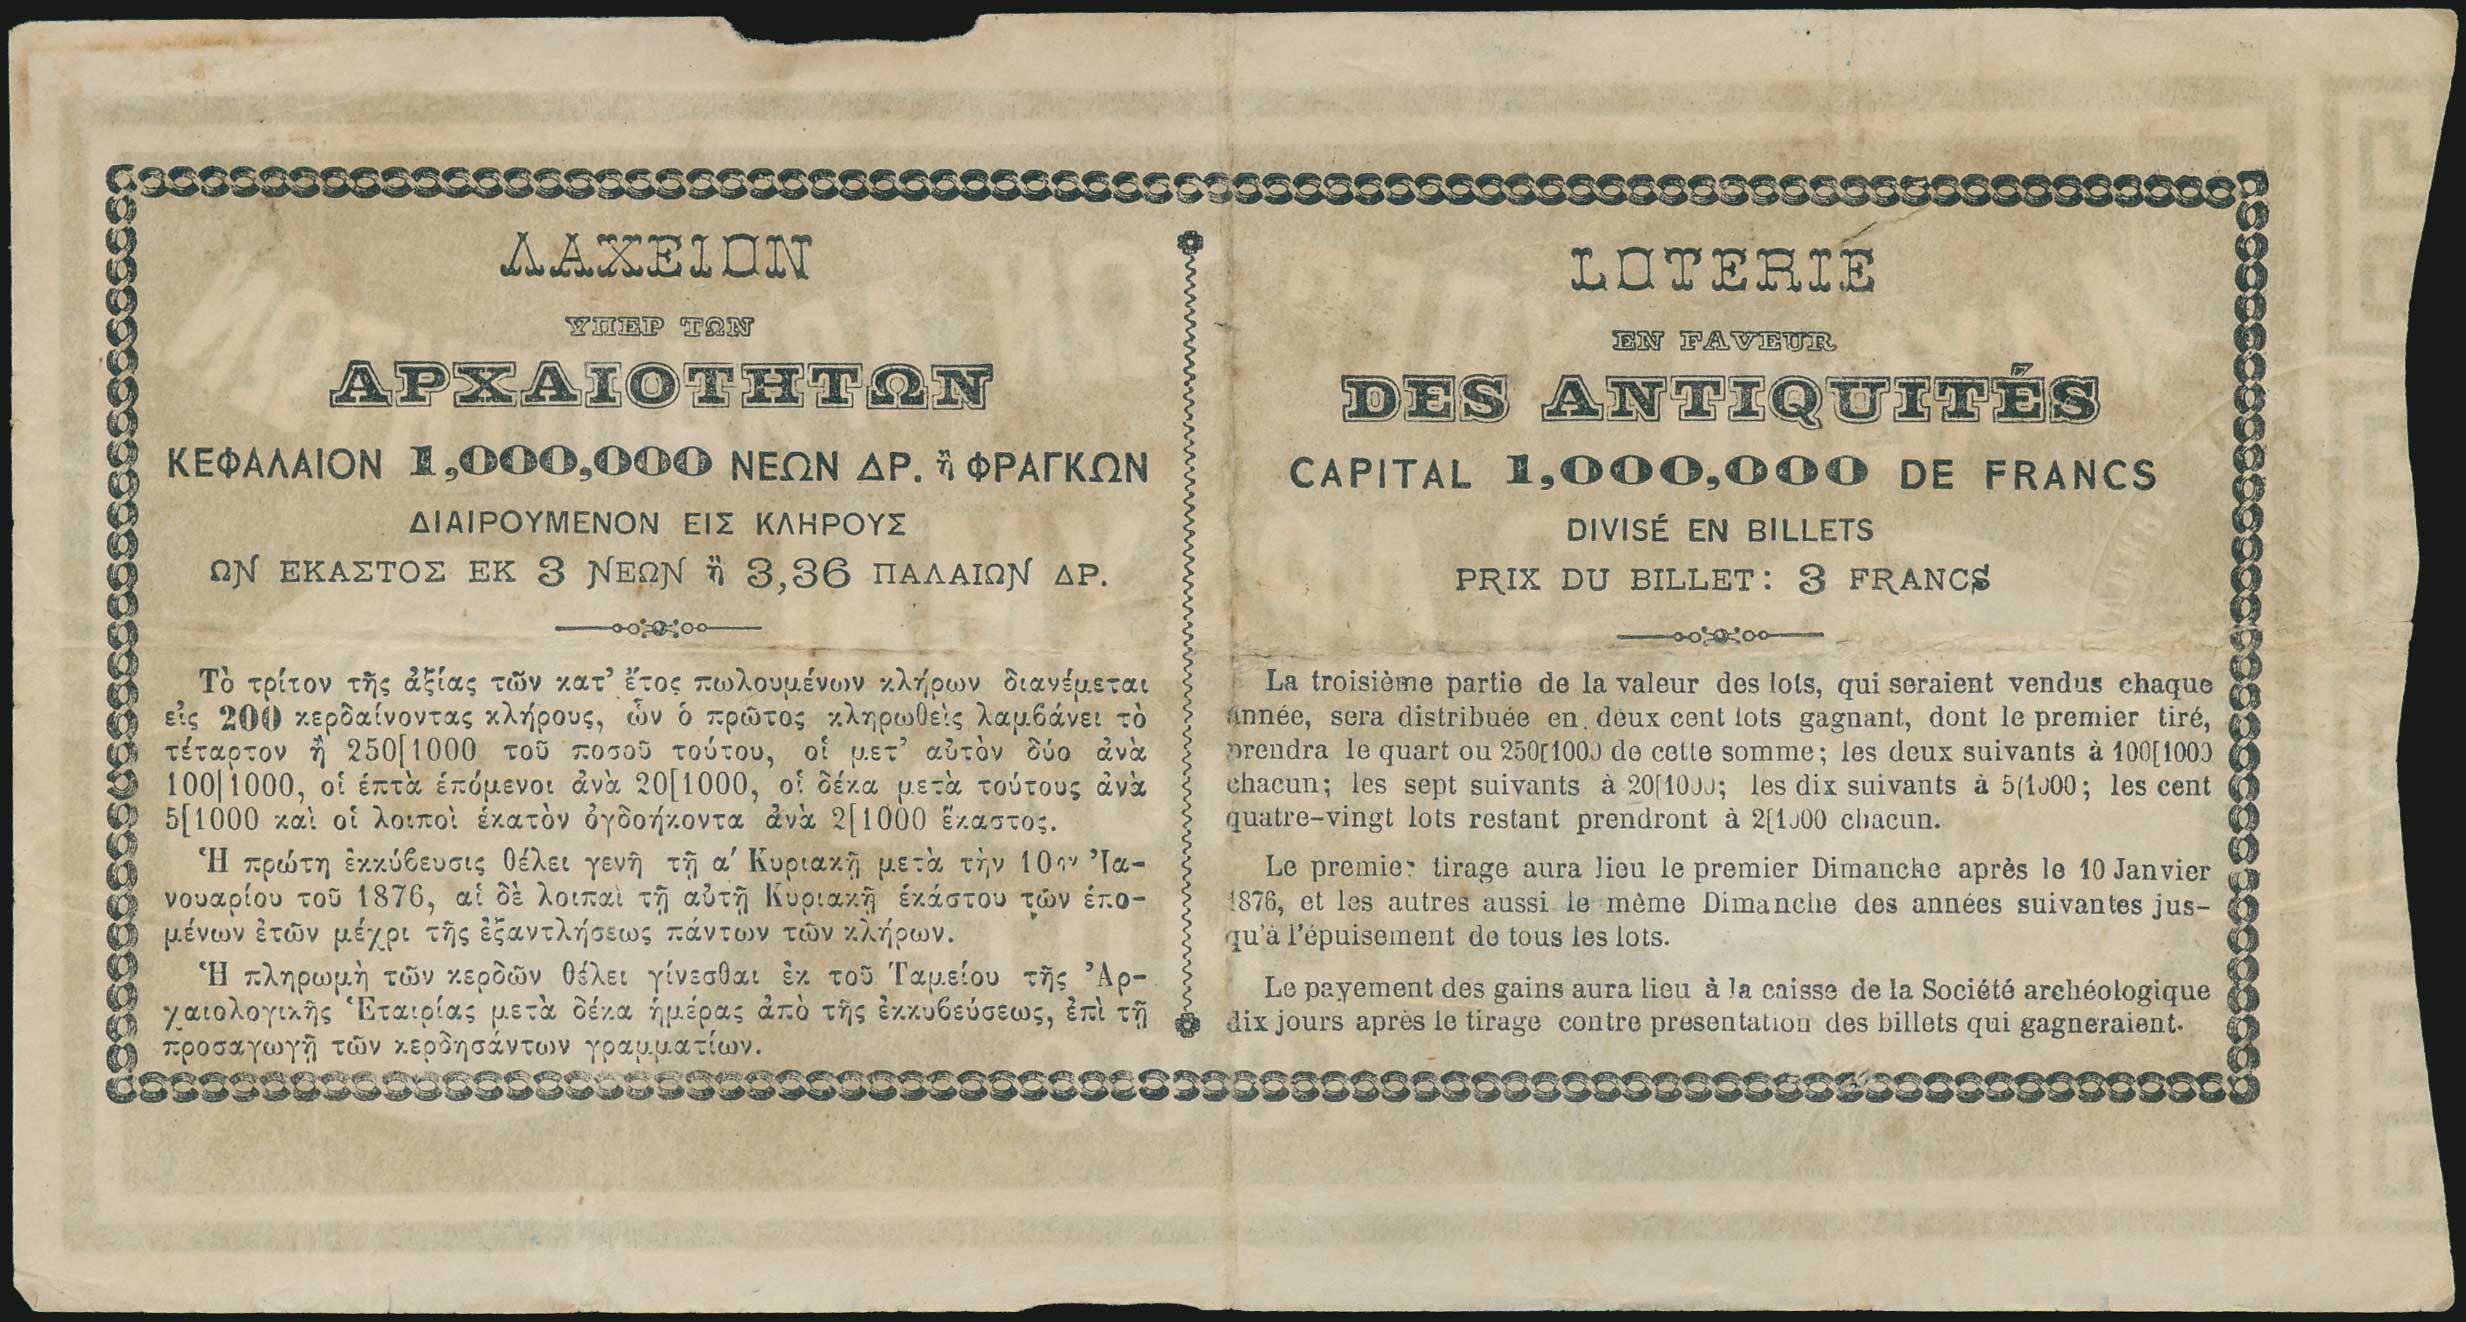 ΛΑΧΕΙΟΝ
ΥΠΕΡ ΤΩΝ
ΑΡΧΑΙΟΤΗΤΩΝ
ΚΕΦΑΛΑΙΟΝ 1,000,000 ΝΕΩΝ ΔΡ. ἢ ΦΡΑΓΚΩΝ
ΔΙΑΙΡΟΥΜΕΝΟΝ ΕΙΣ ΚΛΗΡΟΥΣ
ΩΝ ΕΚΑΣΤΟΣ ΕΚ 3 ΝΕΩΝ ἢ 3,36 ΠΑΛΑΙΩΝ ΔΡ.
Τὸ τρίτον τῆς ἀξίας τῶν κατ' ἔτος πωλουμένων κλήρων διανέμεται
εἰς 200 κερδαίνοντας κλήρους, ὧν ὁ πρῶτος κληρωθεὶς λαμβάνει τὸ
τέταρτον ἢ 250[1000 τοῦ ποσοῦ τούτου, οἱ μετ' αὐτὸν δύο ἀνὰ
100|1000, οἱ ἑπτὰ ἑπόμενοι ἀνὰ 20[1000, οἱ δέκα μετὰ τούτους ἀνὰ
5[1000 καὶ οἱ λοιποὶ ἑκατὸν ὀγδοήκοντα ἀνὰ 2[1000 ἕκαστος.
Ἡ πρώτη ἐκκύβευσις θέλει γενῆ τῇ α' Κυριακῇ μετὰ τὴν 10ην Ἰα-
νουαρίου τοῦ 1876, αἱ δὲ λοιπαὶ τῇ αὐτῇ Κυριακῇ ἑκάστου τῶν ἑπο-
μένων ἐτῶν μέχρι τῆς ἐξαντλήσεως πάντων τῶν κλήρων.
Ἡ πληρωμὴ τῶν κερδῶν θέλει γίνεσθαι ἐκ τοῦ Ταμείου τῆς Ἀρ-
χαιολογικῆς Ἑταιρίας μετὰ δέκα ἡμέρας ἀπὸ τῆς ἐκκυβεύσεως, ἐπὶ τῇ
προσαγωγῇ τῶν κερδησάντων γραμματίων.
LOTERIE
EN FAVEUR
DES ANTIQUITÉS
CAPITAL 1,000,000 DE FRANCS
DIVISÉ EN BILLETS
PRIX DU BILLET: 3 FRANCS
La troisième partie de la valeur des lots, qui seraient vendus chaque
année, sera distribuée en deux cent lots gagnant, dont le premier tiré,
prendra le quart ou 250[1000 de cette somme; les deux suivants à 100[1000
chacun; les sept suivants à 20[1000; les dix suivants à 5(1000; les cent
quatre-vingt lots restant prendront à 2[1000 chacun.
Le premier tirage aura lieu le premier Dimanche après le 10 Janvier
1876, et les autres aussi le même Dimanche des années suivantes jus-
qu'à l'épuisement de tous les lots.
Le payement des gains aura lieu à la caisse de la Société archéologique
dix jours après le tirage contre presentation des billets qui gagneraient.